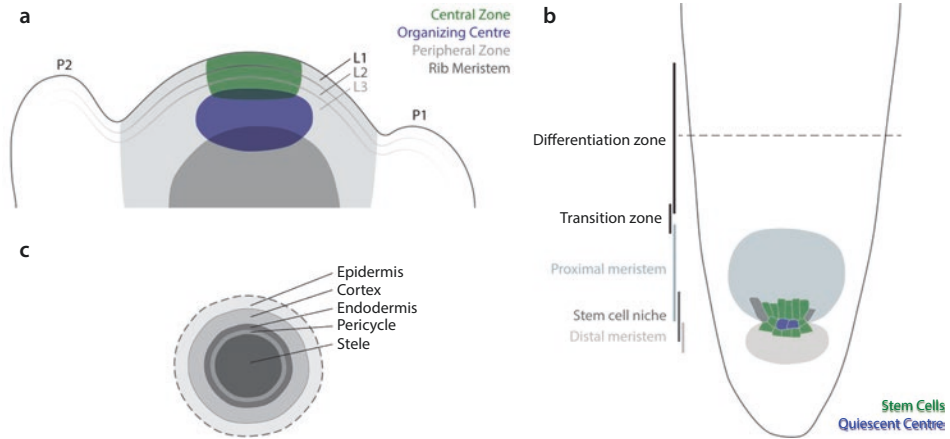 a
Central Zone
Organizing Centre
Peripheral Zone
Rib Meristem
P2
L1
L2
L3
P1
b
Differentiation zone
Transition zone
Proximal meristem
Stem cell niche
Distal meristem
Stem Cells
Quiescent Centre
c
Epidermis
Cortex
Endodermis
Pericycle
Stele